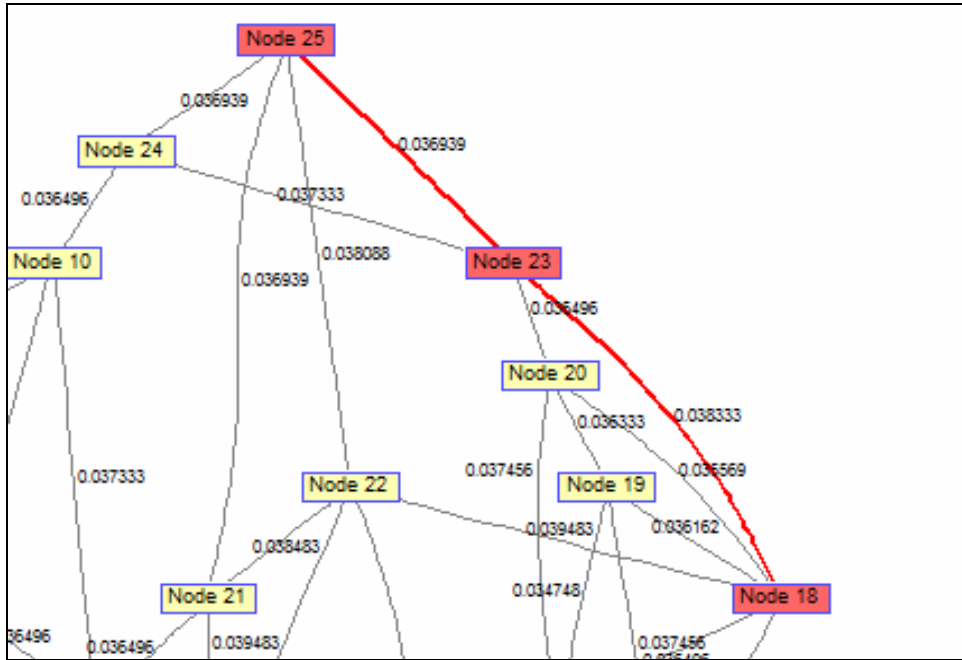 Node 25
0.036939
0.036939
Node 24
0.037333
0.036496
0.038088
Node 10
Node 23
0.036939
0.036496
Node 20
0.036333
0.038333
0.037456
0.036569
0.037333
Node 22
Node 19
0.039483
0.036162
0.038483
0.034748
Node 21
Node 18
0.036496
0.039483
0.037456